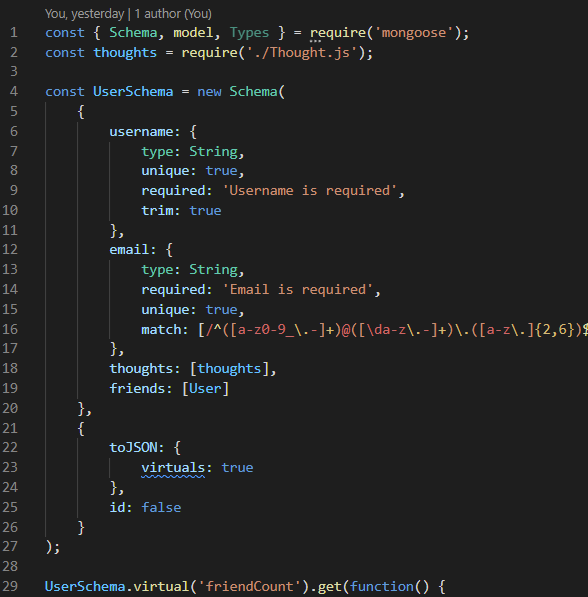 You, yesterday | 1 author (You)
1 const { Schema, model, Types } = require('mongoose');
2 const thoughts = require('./Thought.js');
3
4 const UserSchema = new Schema(
5 {
6 username: {
7 type: String,
8 unique: true,
9 required: 'Username is required',
10 trim: true
11 },
12 email: {
13 type: String,
14 required: 'Email is required',
15 unique: true,
16 match: [/^([a-z0-9_\.-]+)@([\da-z\.-]+)\.([a-z\.]{2,6})$
17 },
18 thoughts: [thoughts],
19 friends: [User]
20 },
21 {
22 toJSON: {
23 virtuals: true
24 },
25 id: false
26 }
27 );
28
29 UserSchema.virtual('friendCount').get(function() {